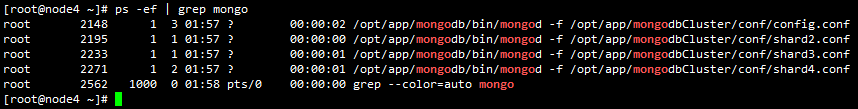 [root@node4 ~]# ps -ef | grep mongo
root 2148 1 3 01:57 ? 00:00:02 /opt/app/mongodb/bin/mongod -f /opt/app/mongodbCluster/conf/config.conf
root 2195 1 1 01:57 ? 00:00:00 /opt/app/mongodb/bin/mongod -f /opt/app/mongodbCluster/conf/shard2.conf
root 2233 1 1 01:57 ? 00:00:01 /opt/app/mongodb/bin/mongod -f /opt/app/mongodbCluster/conf/shard3.conf
root 2271 1 2 01:57 ? 00:00:01 /opt/app/mongodb/bin/mongod -f /opt/app/mongodbCluster/conf/shard4.conf
root 2562 1000 0 01:58 pts/0 00:00:00 grep --color=auto mongo
[root@node4 ~]#